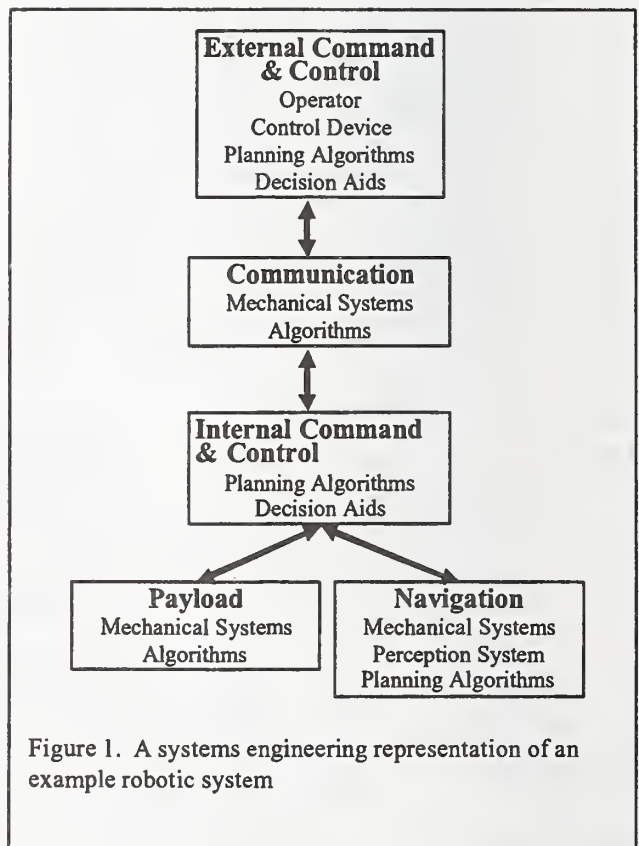 External Command
& Control
Operator
Control Device
Planning Algorithms
Decision Aids
Communication
Mechanical Systems
Algorithms
Internal Command
& Control
Planning Algorithms
Decision Aids
Payload
Mechanical Systems
Algorithms
Navigation
Mechanical Systems
Perception System
Planning Algorithms
Figure 1. A systems engineering representation of an
example robotic system